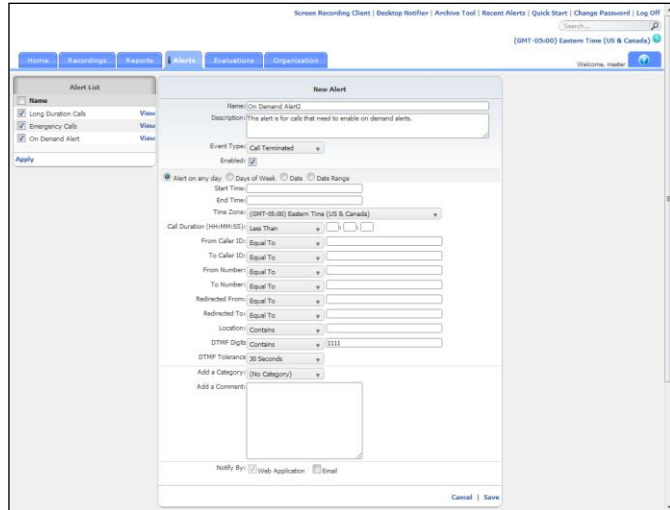 Screen Recording Client | Desktop Notifier | Archive Tool | Recent Alerts | Quick Start | Change Password | Log Off
Search...
(GMT-05:00) Eastern Time (US & Canada)
Home Recordings Reports Alerts Evaluations Organization
Welcome, master
Alert List
Name
Long Duration Calls View
Emergency Calls View
On Demand Alert View
Apply
New Alert
Name: On Demand Alert2
Description: This alert is for calls that need to enable on demand alerts.
Event Type: Call Terminated
Enabled:
Alert on any day Days of Week Date Date Range
Start Time:
End Time:
Time Zone: (GMT-05:00) Eastern Time (US & Canada)
Call Duration (HH:MM:SS): Less Than : :
From Caller ID: Equal To
To Caller ID: Equal To
From Number: Equal To
To Number: Equal To
Redirected From: Equal To
Redirected To: Equal To
Location: Contains
DTMF Digits Contains 1111
DTMF Tolerance 30 Seconds
Add a Category: (No Category)
Add a Comment:
Notify By: Web Application Email
Cancel | Save